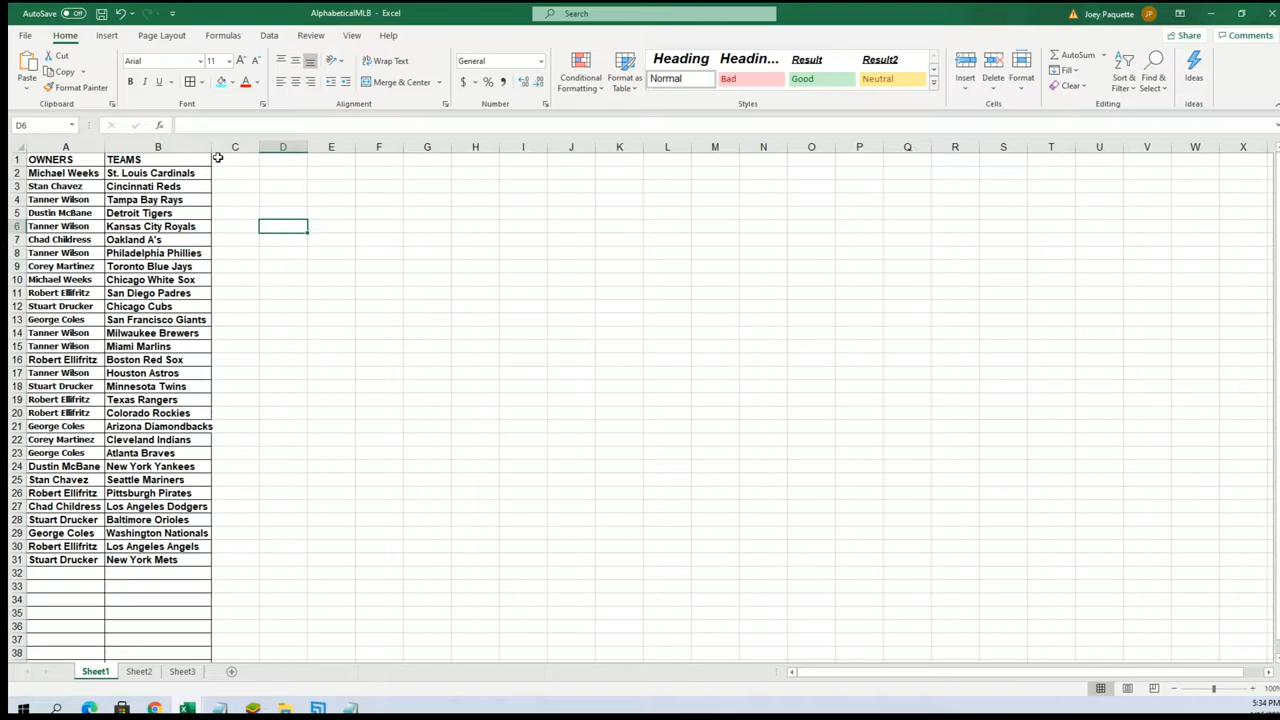 AutoSave Off AlphabeticalMLB - Excel Search Joey Paquette JP
File Home Insert Page Layout Formulas Data Review View Help Share Comments
Paste Cut Copy Format Painter Clipboard
Arial 11 B I U A Font
Wrap Text Merge & Center Alignment
General $ % , Number
Conditional Formatting Format as Table
Heading Headin... Result Result2
Normal Bad Good Neutral
Styles
Insert Delete Format Cells
AutoSum Fill Clear Sort & Filter Find & Select Editing
Ideas Ideas
D6 fx
A B C D E F G H I J K L M N O P Q R S T U V W X
1 OWNERS TEAMS
2 Michael Weeks St. Louis Cardinals
3 Stan Chavez Cincinnati Reds
4 Tanner Wilson Tampa Bay Rays
5 Dustin McBane Detroit Tigers
6 Tanner Wilson Kansas City Royals
7 Chad Childress Oakland A's
8 Tanner Wilson Philadelphia Phillies
9 Corey Martinez Toronto Blue Jays
10 Michael Weeks Chicago White Sox
11 Robert Ellifritz San Diego Padres
12 Stuart Drucker Chicago Cubs
13 George Coles San Francisco Giants
14 Tanner Wilson Milwaukee Brewers
15 Tanner Wilson Miami Marlins
16 Robert Ellifritz Boston Red Sox
17 Tanner Wilson Houston Astros
18 Stuart Drucker Minnesota Twins
19 Robert Ellifritz Texas Rangers
20 Robert Ellifritz Colorado Rockies
21 George Coles Arizona Diamondbacks
22 Corey Martinez Cleveland Indians
23 George Coles Atlanta Braves
24 Dustin McBane New York Yankees
25 Stan Chavez Seattle Mariners
26 Robert Ellifritz Pittsburgh Pirates
27 Chad Childress Los Angeles Dodgers
28 Stuart Drucker Baltimore Orioles
29 George Coles Washington Nationals
30 Robert Ellifritz Los Angeles Angels
31 Stuart Drucker New York Mets
32
33
34
35
36
37
38
Sheet1 Sheet2 Sheet3
100%
5:34 PM